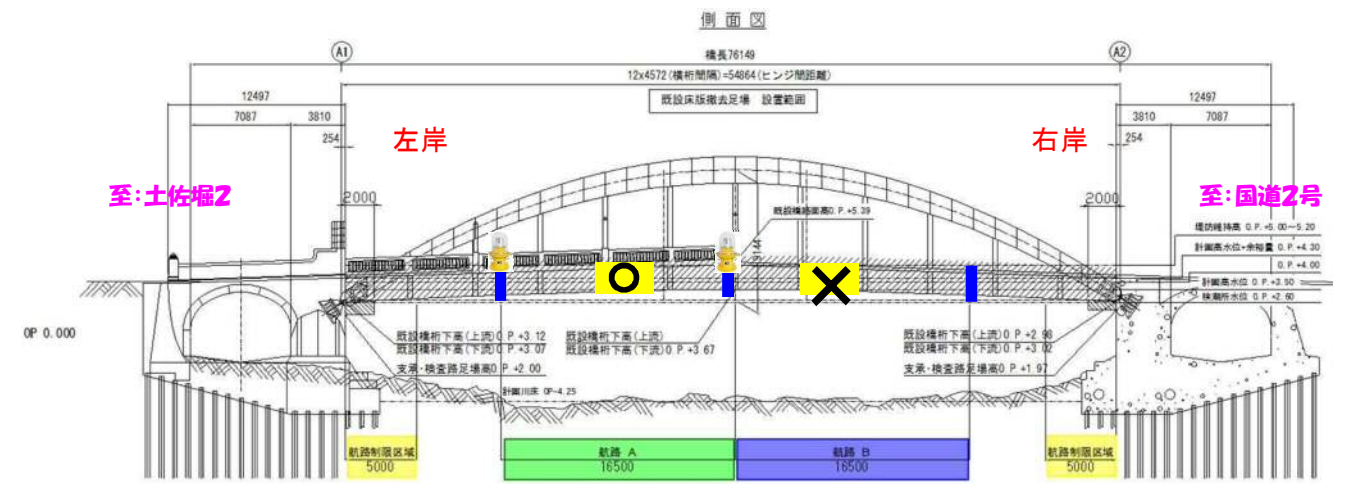 側面図
A1
A2
橋長76149
12x4572(横桁間隔)=54864(ヒンジ間距離)
既設床版撤去足場 設置範囲
12497
7087
3810
254
12497
3810
7087
254
左岸
右岸
至:土佐堀2
至:国道2号
2000
2000
既設橋路面高O.P.+5.39
9144
堤防維持高 O.P.+5.00〜5.20
計画高水位+余裕量 O.P.+4.30
O.P.+4.00
計画高水位 O.P.+3.50
検潮所水位 O.P.+2.60
○
×
OP 0.000
既設橋桁下高(上流)O.P.+3.12
既設橋桁下高(下流)O.P.+3.07
支承・検査路足場高O.P.+2.00
既設橋桁下高(上流)
既設橋桁下高(下流)O.P.+3.67
既設橋桁下高(上流)O.P.+2.98
既設橋桁下高(下流)O.P.+3.02
支承・検査路足場高O.P.+1.97
計画川床 OP-4.25
航路制限区域
5000
航路 A
16500
航路 B
16500
航路制限区域
5000